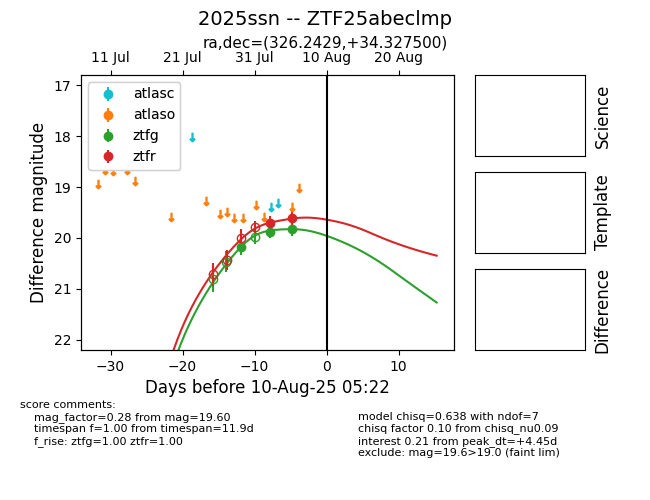 2025ssn -- ZTF25abeclmp
ra,dec=(326.2429,+34.327500)
11 Jul 21 Jul 31 Jul 10 Aug 20 Aug
17
18
19
20
21
22
Difference magnitude
atlasc
atlaso
ztfg
ztfr
−30 −20 −10 0 10
Days before 10-Aug-25 05:22
Science
Template
Difference
score comments:
mag_factor=0.28 from mag=19.60
timespan f=1.00 from timespan=11.9d
f_rise: ztfg=1.00 ztfr=1.00
model chisq=0.638 with ndof=7
chisq factor 0.10 from chisq_nu0.09
interest 0.21 from peak_dt=+4.45d
exclude: mag=19.6>19.0 (faint lim)